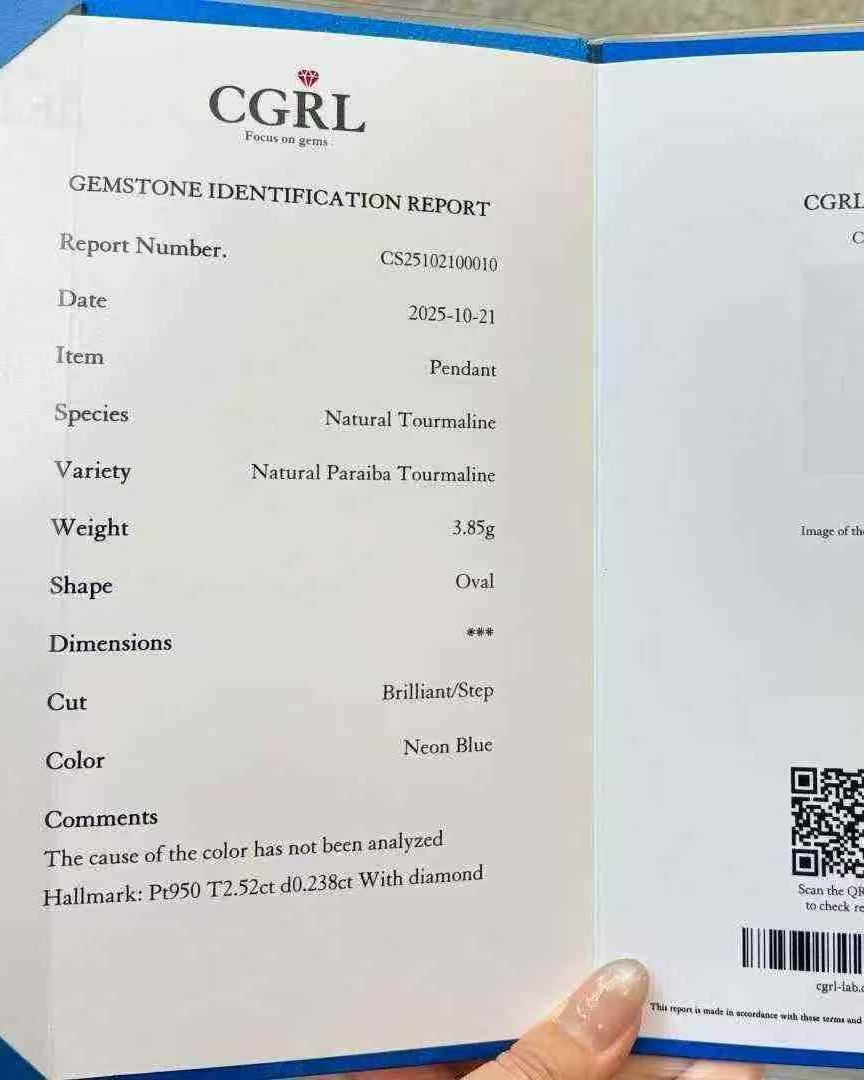 CGRL
Focus on gems
GEMSTONE IDENTIFICATION REPORT
Report Number. CS25102100010
Date 2025-10-21
Item Pendant
Species Natural Tourmaline
Variety Natural Paraiba Tourmaline
Weight 3.85g
Shape Oval
Dimensions ***
Cut Brilliant/Step
Color Neon Blue
Comments
The cause of the color has not been analyzed
Hallmark: Pt950 T2.52ct d0.238ct With diamond
CGRL
C
Image of the
Scan the QR
to check re
cgrl-lab.c
This report is made in accordance with these terms and